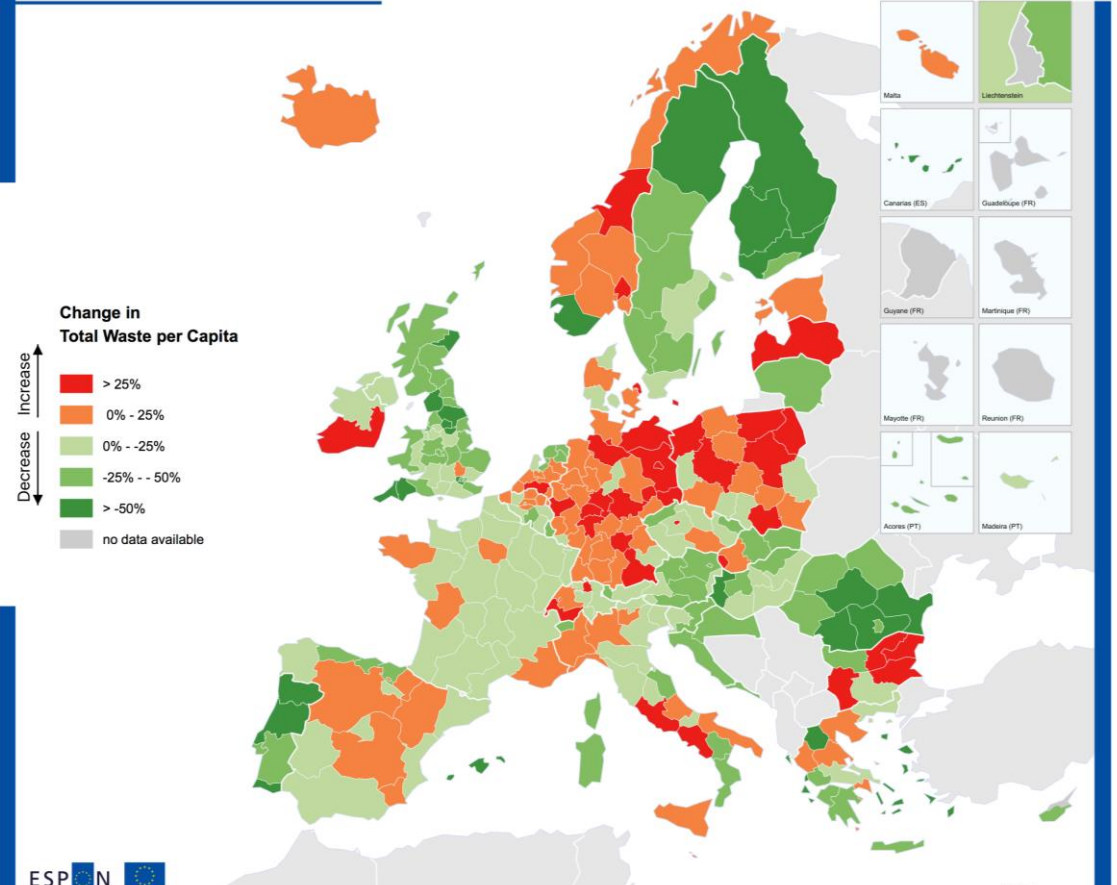 Change in
Total Waste per Capita
Increase
Decrease
> 25%
0% - 25%
0% - -25%
-25% - - 50%
> -50%
no data available
Malta
Liechtenstein
Canarias (ES)
Guadeloupe (FR)
Guyane (FR)
Martinique (FR)
Mayotte (FR)
Reunion (FR)
Acores (PT)
Madeira (PT)
ESPON